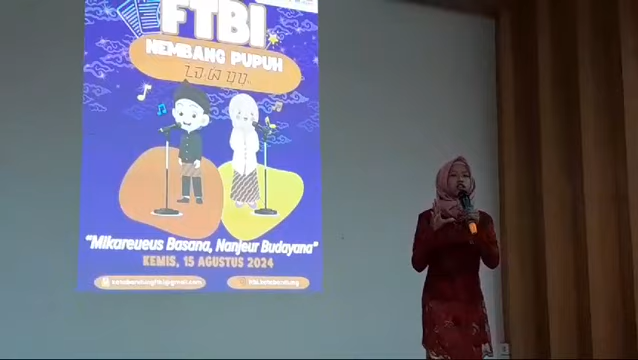 FTBI
NEMBANG PUPUH
"Mikareueus Basana, Nanjeur Budayana"
KEMIS, 15 AGUSTUS 2024